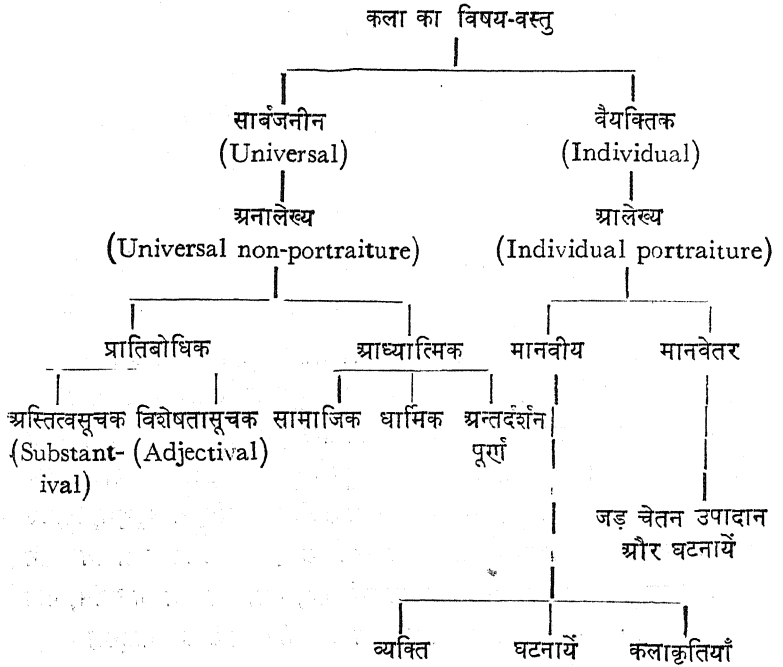 कला का विषय-वस्तु
सार्वजनीन वैयक्तिक
(Universal) (Individual)
अनालेख्य आलेख्य
(Universal non-portraiture) (Individual portraiture)
प्रातिबोधिक आध्यात्मिक मानवीय मानवेतर
अस्तित्वसूचक विशेषतासूचक सामाजिक धार्मिक अन्तर्दर्शन
(Substant- (Adjectival) पूर्ण
ival)
जड़ चेतन उपादान
और घटनायें
व्यक्ति घटनायें कलाकृतियाँ